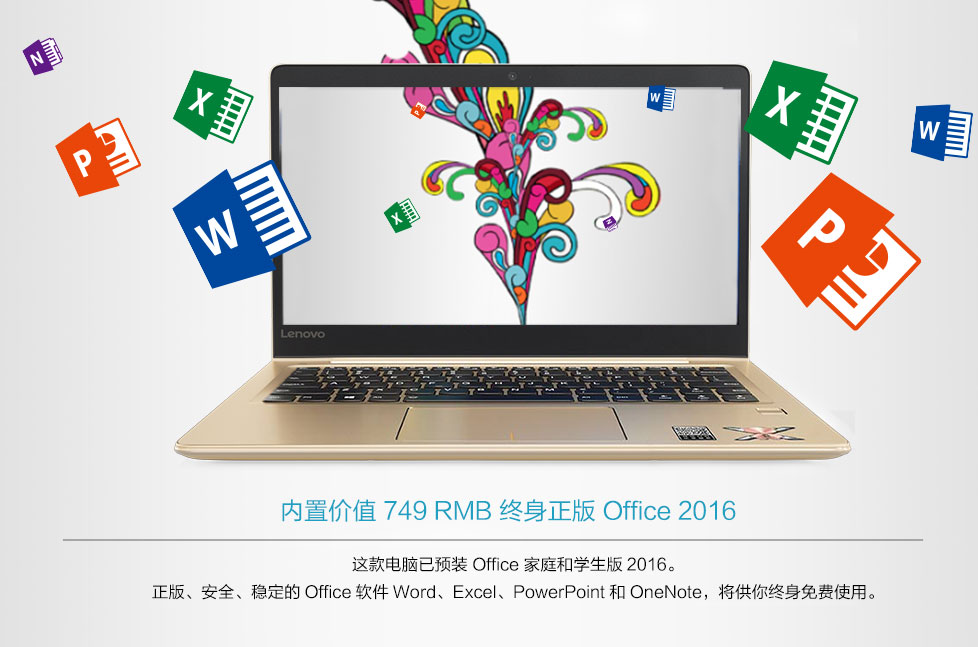 N
X
P
W
P
W
X
N
X
W
P
Lenovo
内置价值 749 RMB 终身正版 Office 2016
这款电脑已预装 Office 家庭和学生版 2016。
正版、安全、稳定的 Office 软件 Word、Excel、PowerPoint 和 OneNote，将供你终身免费使用。